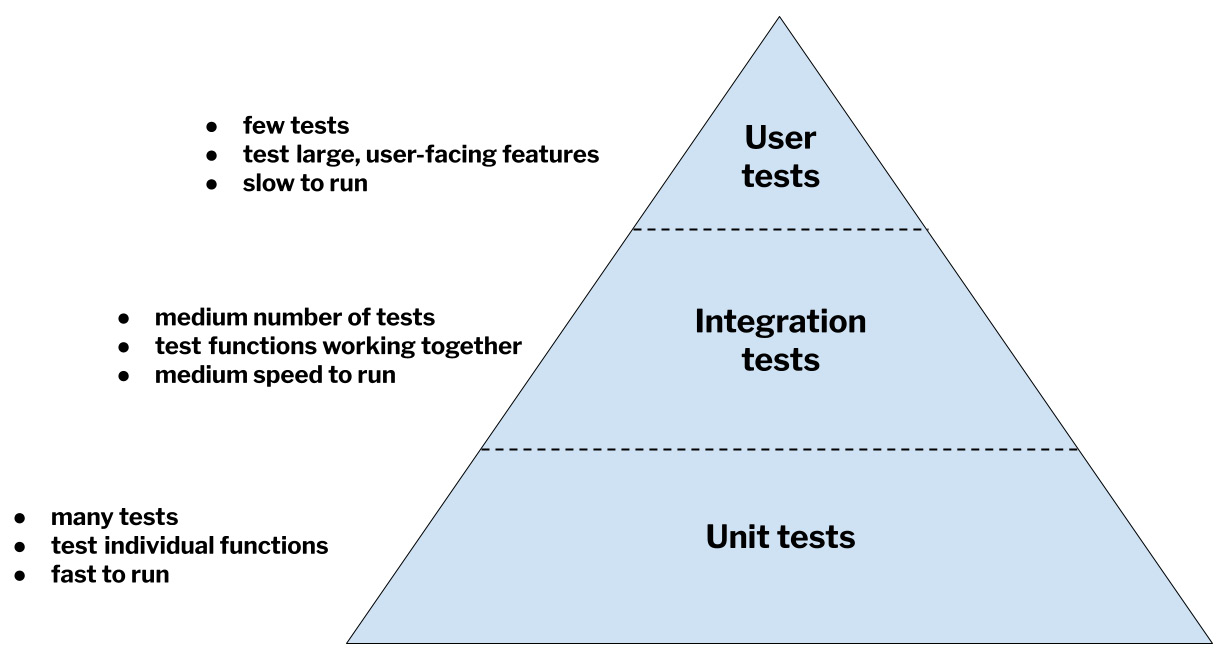 ● few tests
● test large, user-facing features
● slow to run
User
tests
● medium number of tests
● test functions working together
● medium speed to run
Integration
tests
● many tests
● test individual functions
● fast to run
Unit tests